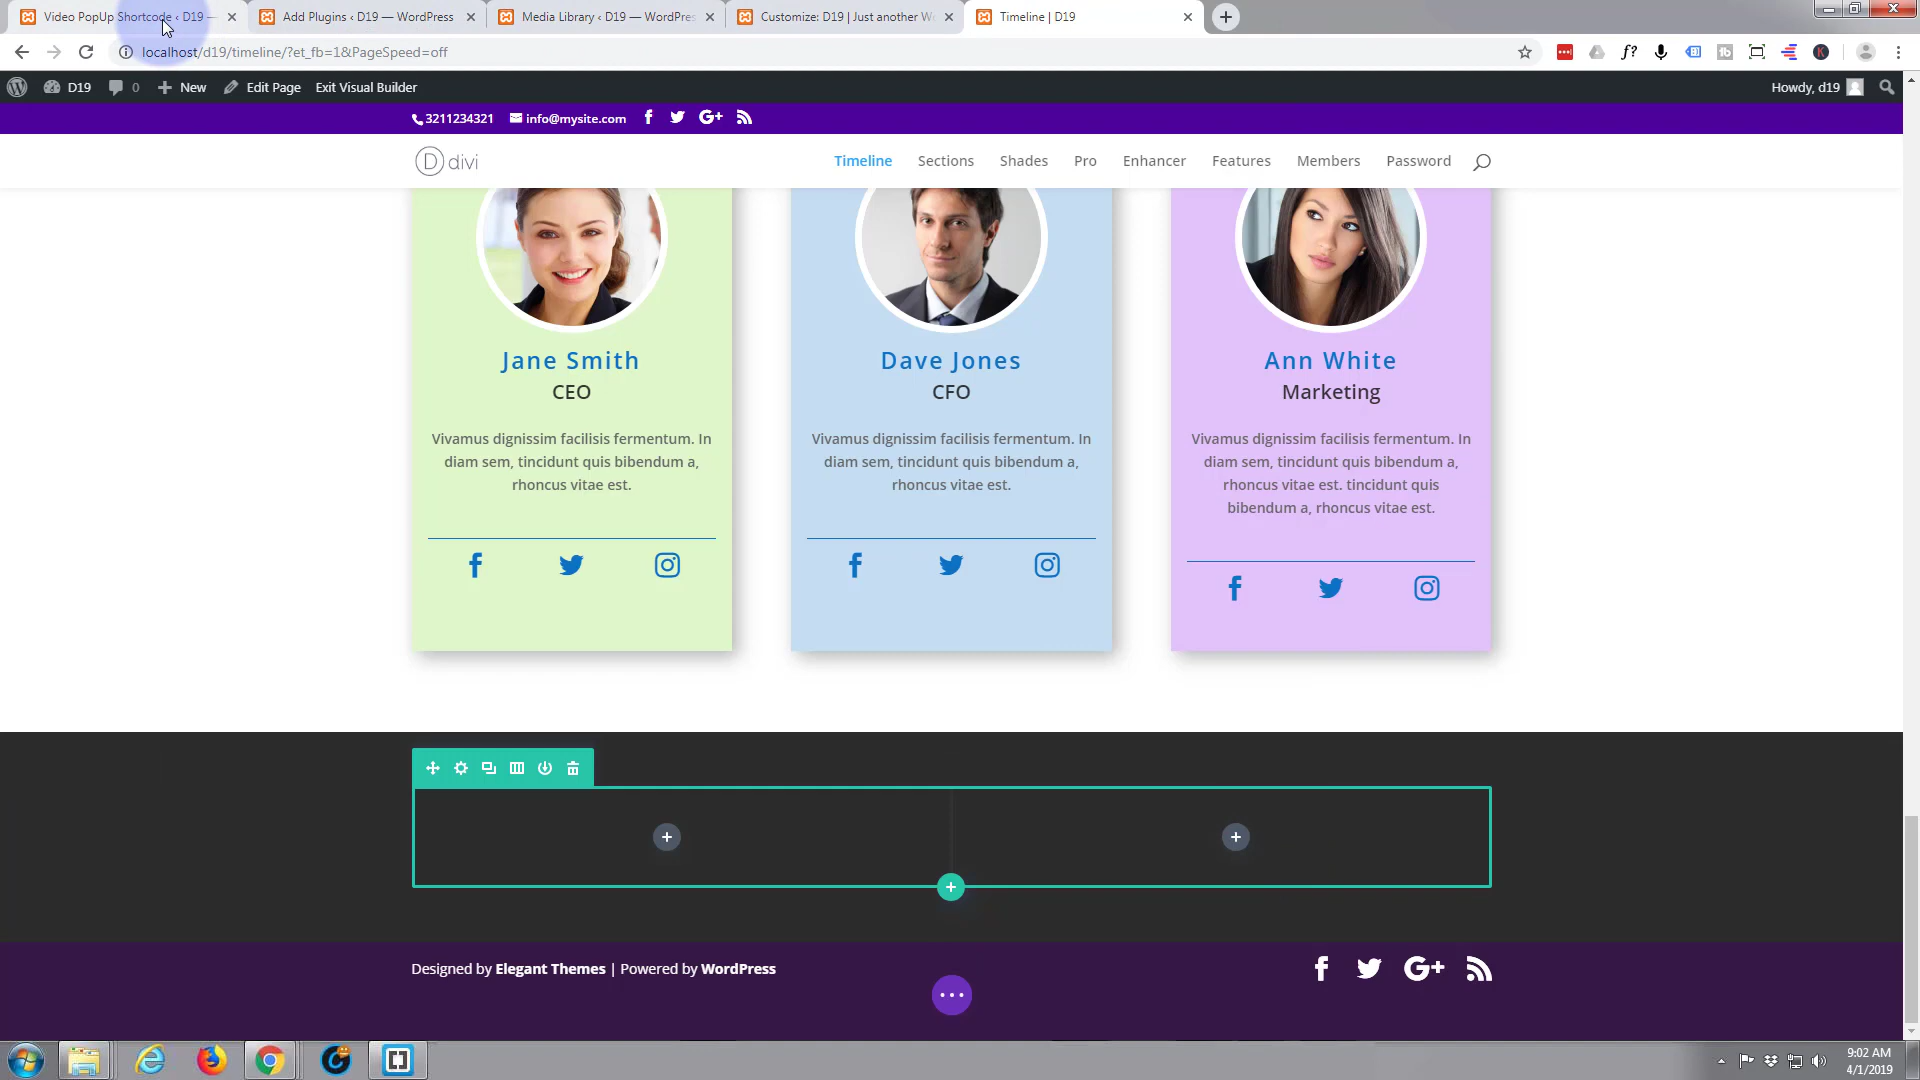 Video PopUp Shortcode ‹ D19 —
Add Plugins ‹ D19 — WordPress
Media Library ‹ D19 — WordPres
Customize: D19 | Just another W
Timeline | D19
localhost/d19/timeline/?et_fb=1&PageSpeed=off
D19
0
New
Edit Page
Exit Visual Builder
Howdy, d19
3211234321
info@mysite.com
D divi
Timeline
Sections
Shades
Pro
Enhancer
Features
Members
Password
Jane Smith
CEO
Vivamus dignissim facilisis fermentum. In
diam sem, tincidunt quis bibendum a,
rhoncus vitae est.
Dave Jones
CFO
Vivamus dignissim facilisis fermentum. In
diam sem, tincidunt quis bibendum a,
rhoncus vitae est.
Ann White
Marketing
Vivamus dignissim facilisis fermentum. In
diam sem, tincidunt quis bibendum a,
rhoncus vitae est. tincidunt quis
bibendum a, rhoncus vitae est.
Designed by Elegant Themes | Powered by WordPress
9:02 AM
4/1/2019